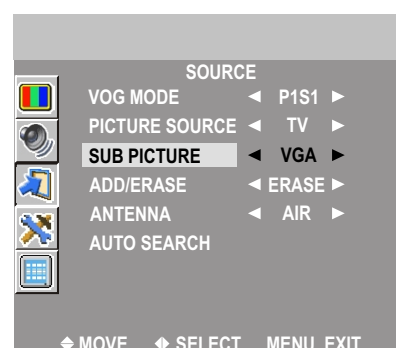 SOURCE
VOG MODE ◄ P1S1 ►
PICTURE SOURCE ◄ TV ►
SUB PICTURE ◄ VGA ►
ADD/ERASE ◄ ERASE ►
ANTENNA ◄ AIR ►
AUTO SEARCH
MOVE SELECT MENU EXIT